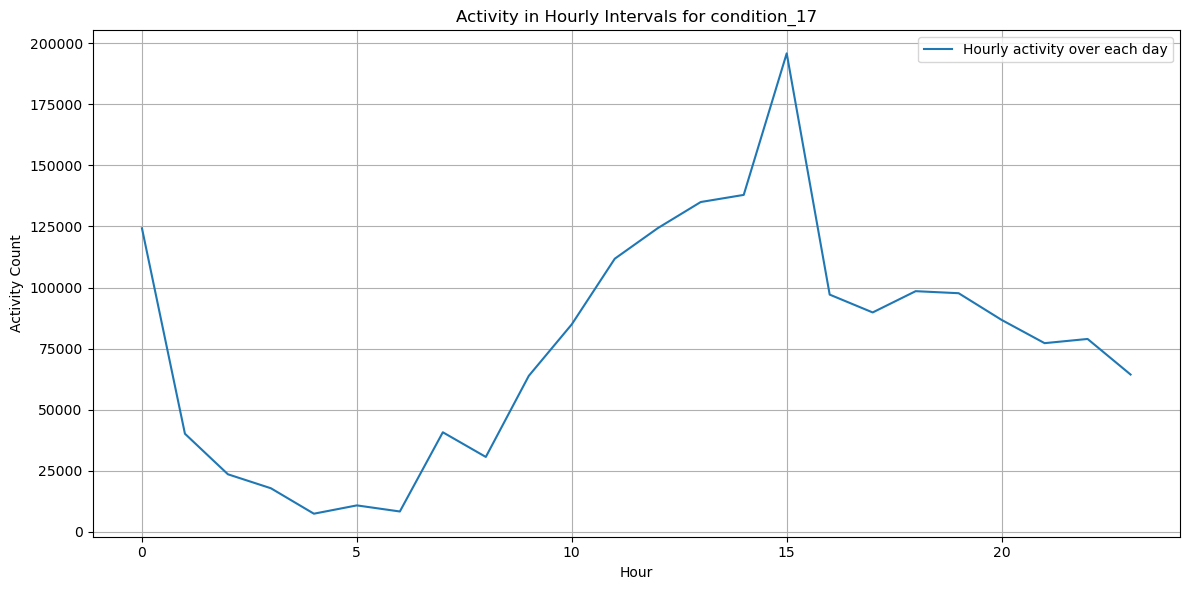 Activity in Hourly Intervals for condition_17
Hourly activity over each day
200000
175000
150000
125000
100000
75000
50000
25000
0
Activity Count
0 5 10 15 20
Hour